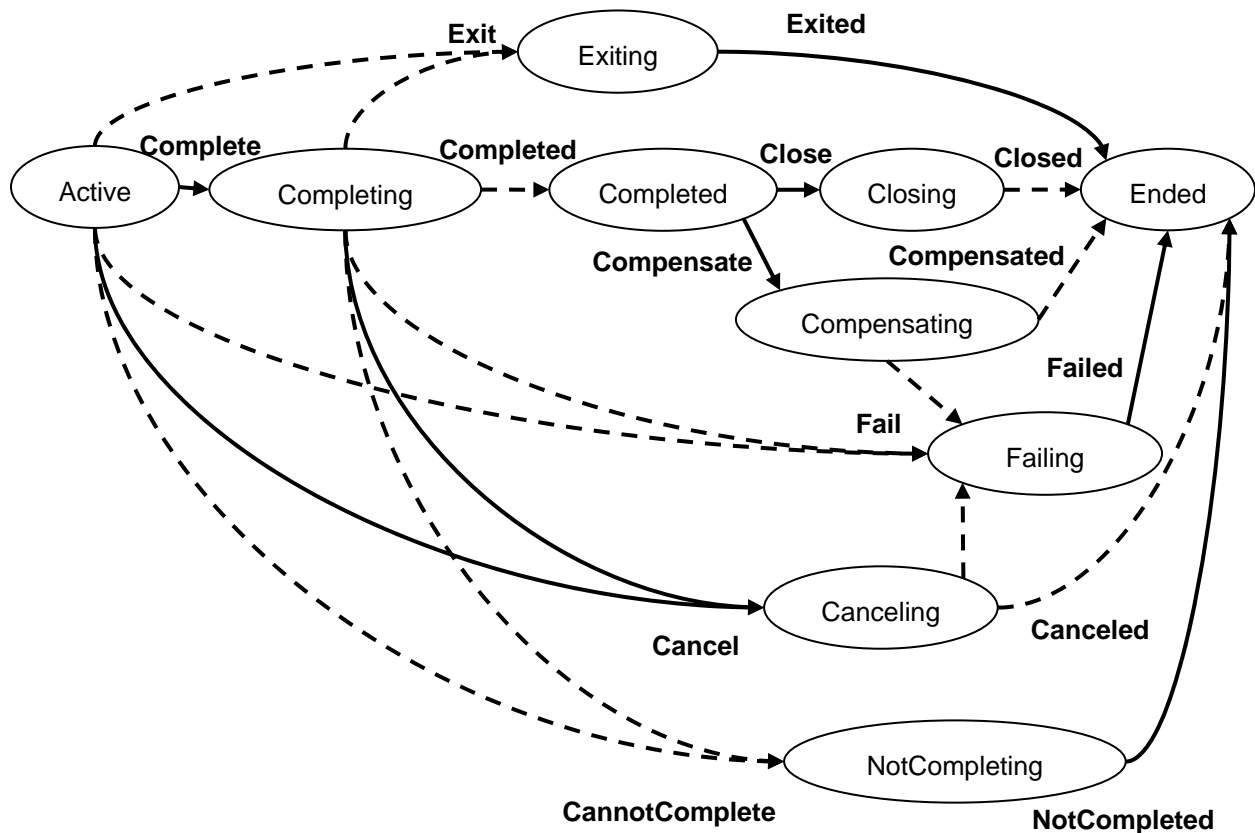 Exited
Exit
Exiting
Complete
Completed
Close
Closed
Active
Completing
Completed
Closing
Ended
Compensate
Compensated
Compensating
Failed
Fail
Failing
Canceling
Cancel
Canceled
NotCompleting
CannotComplete
NotCompleted